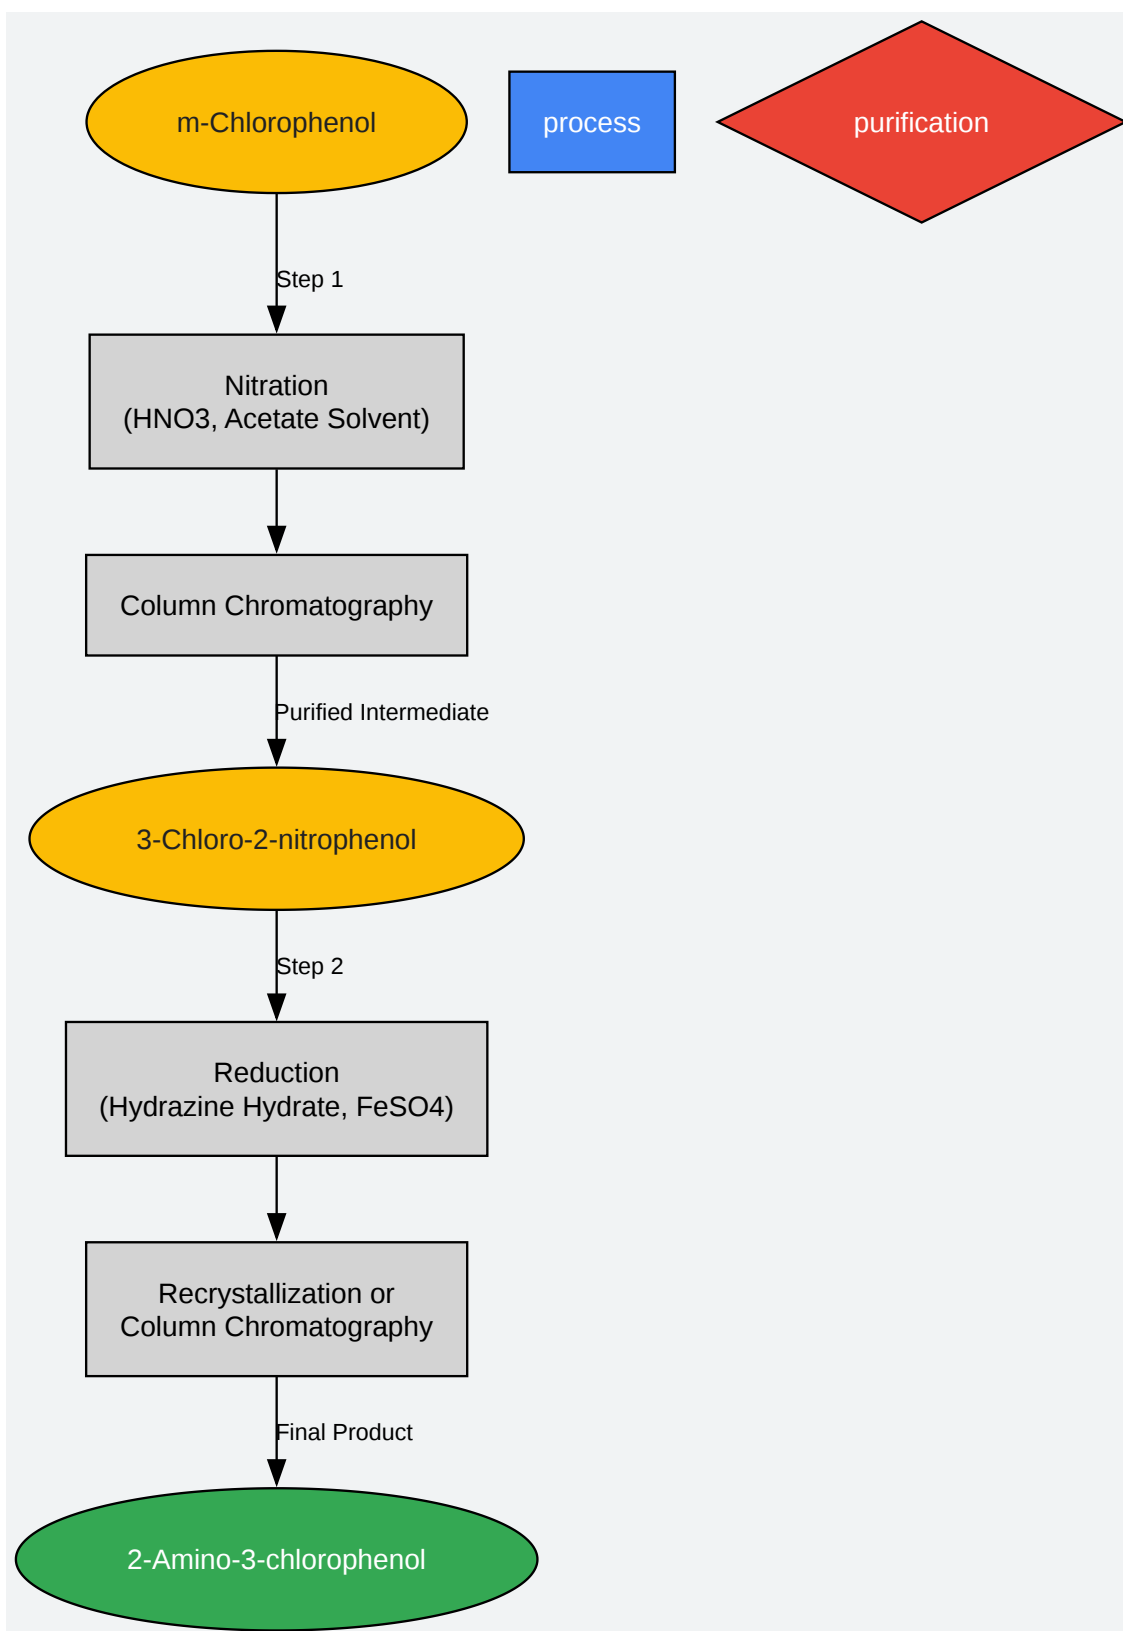 m-Chlorophenol
process
purification
Step 1
Nitration
(HNO3, Acetate Solvent)
Column Chromatography
Purified Intermediate
3-Chloro-2-nitrophenol
Step 2
Reduction
(Hydrazine Hydrate, FeSO4)
Recrystallization or
Column Chromatography
Final Product
2-Amino-3-chlorophenol